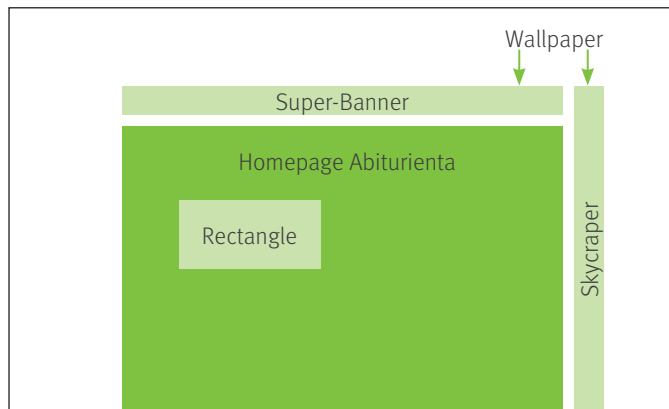 Wallpaper
Super-Banner
Homepage Abiturienta
Rectangle
Skycraper